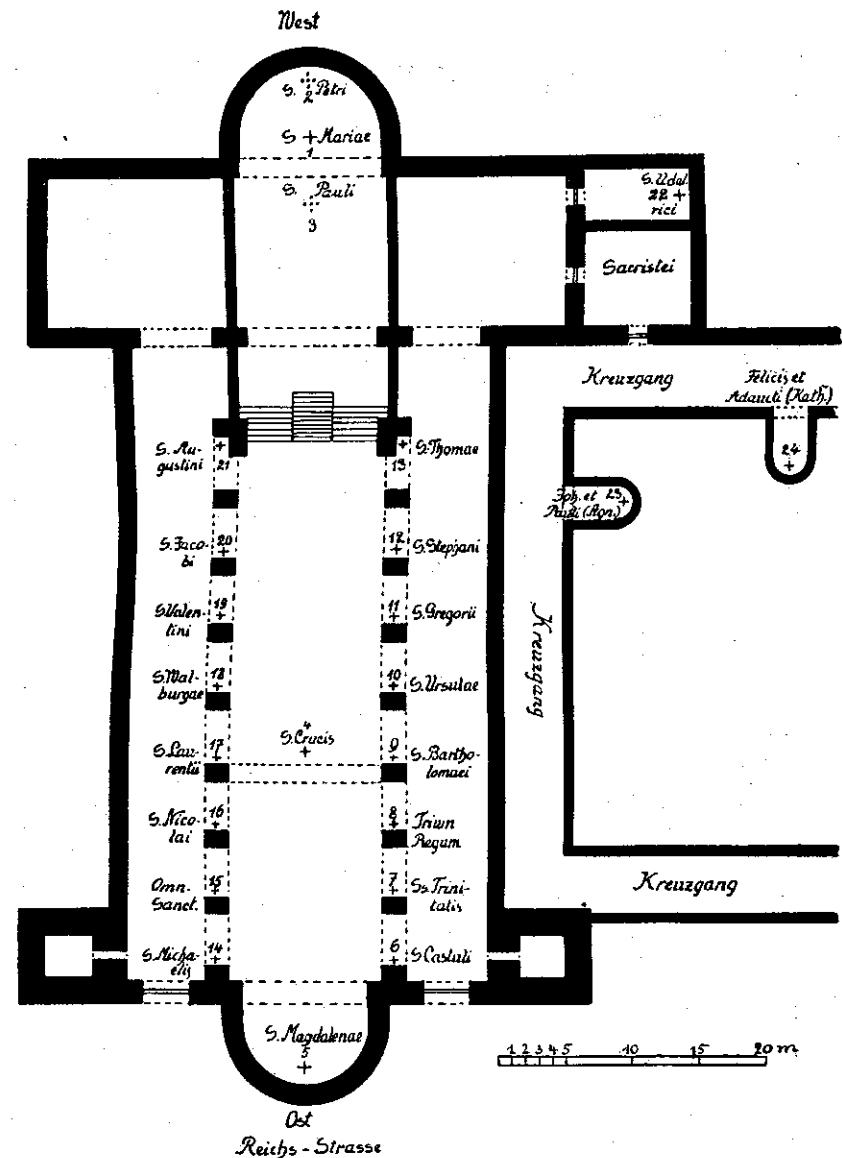 West
S. Petri
2
S Mariae
1
S. Pauli
3
S. Udal-
22
rici
Sacristei
Kreuzgang
Felicis et
Adaucti (Kath.)
24
S. Au-
gustini
21
S. Thomae
13
Joh. et 23
Pauli (Agn.)
S. Jaco-
bi
20
12
S. Stephani
S. Valen-
tini
19
11
S. Gregorii
Kreuzgang
S. Wal-
burgae
18
10
S. Ursulae
4
S. Crucis
S. Lau-
rentii
17
9
S. Bartho-
lomaei
S. Nico-
lai
16
8
Trium
Regum
Omn.
Sanct.
15
7
Ss. Trini-
tatis
Kreuzgang
S. Micha-
elis
14
6
S Castuli
S. Magdalenae
5
1 2 3 4 5 10 15 20 m
Ost
Reichs-Strasse